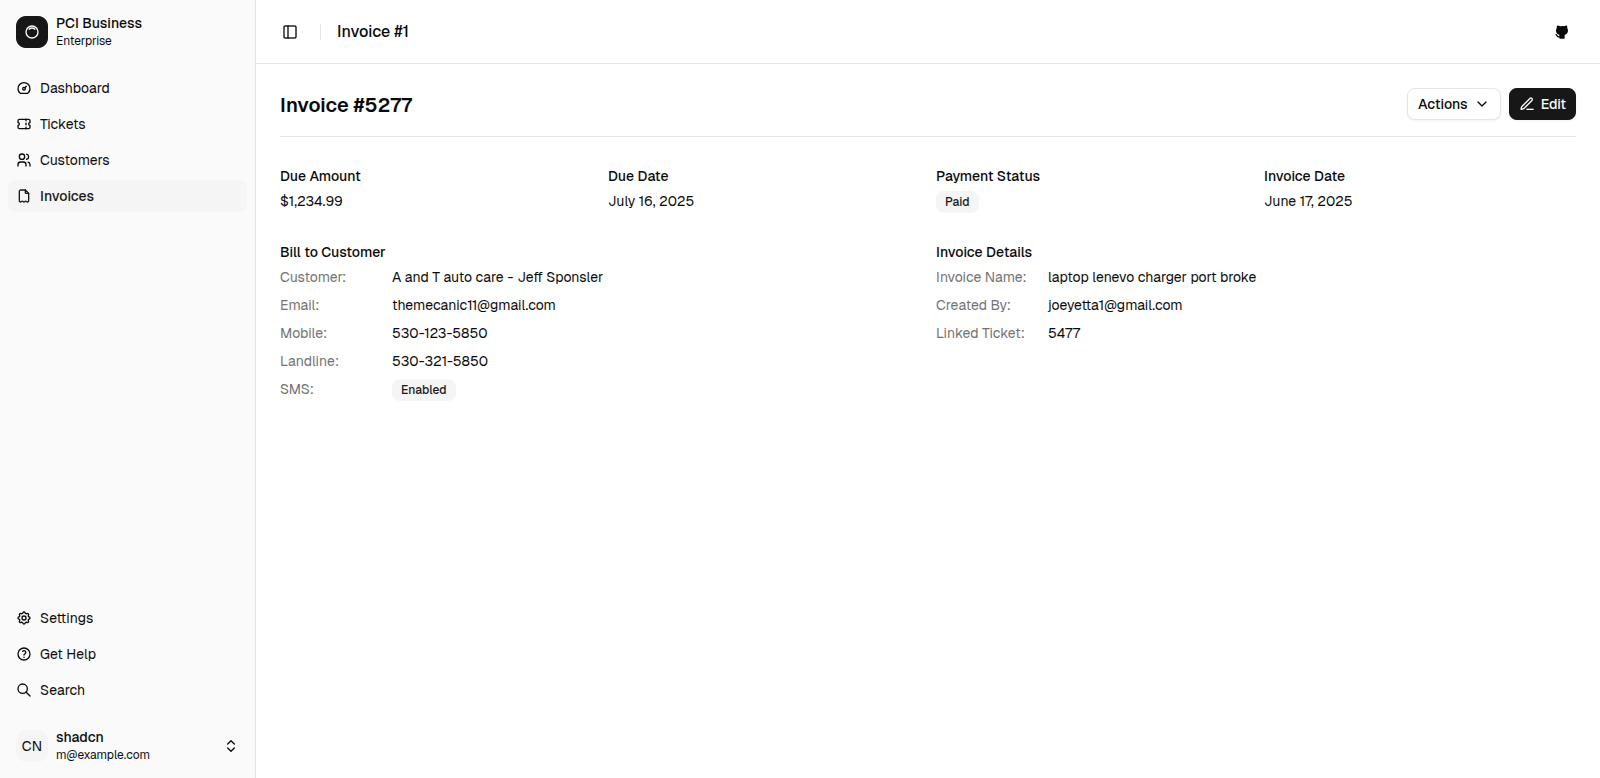 PCI Business
Enterprise
Dashboard
Tickets
Customers
Invoices
Settings
Get Help
Search
CN
shadcn
m@example.com
Invoice #1
Invoice #5277
Actions
Edit
Due Amount
$1,234.99
Due Date
July 16, 2025
Payment Status
Paid
Invoice Date
June 17, 2025
Bill to Customer
Customer: A and T auto care - Jeff Sponsler
Email: themecanic11@gmail.com
Mobile: 530-123-5850
Landline: 530-321-5850
SMS: Enabled
Invoice Details
Invoice Name: laptop lenevo charger port broke
Created By: joeyetta1@gmail.com
Linked Ticket: 5477